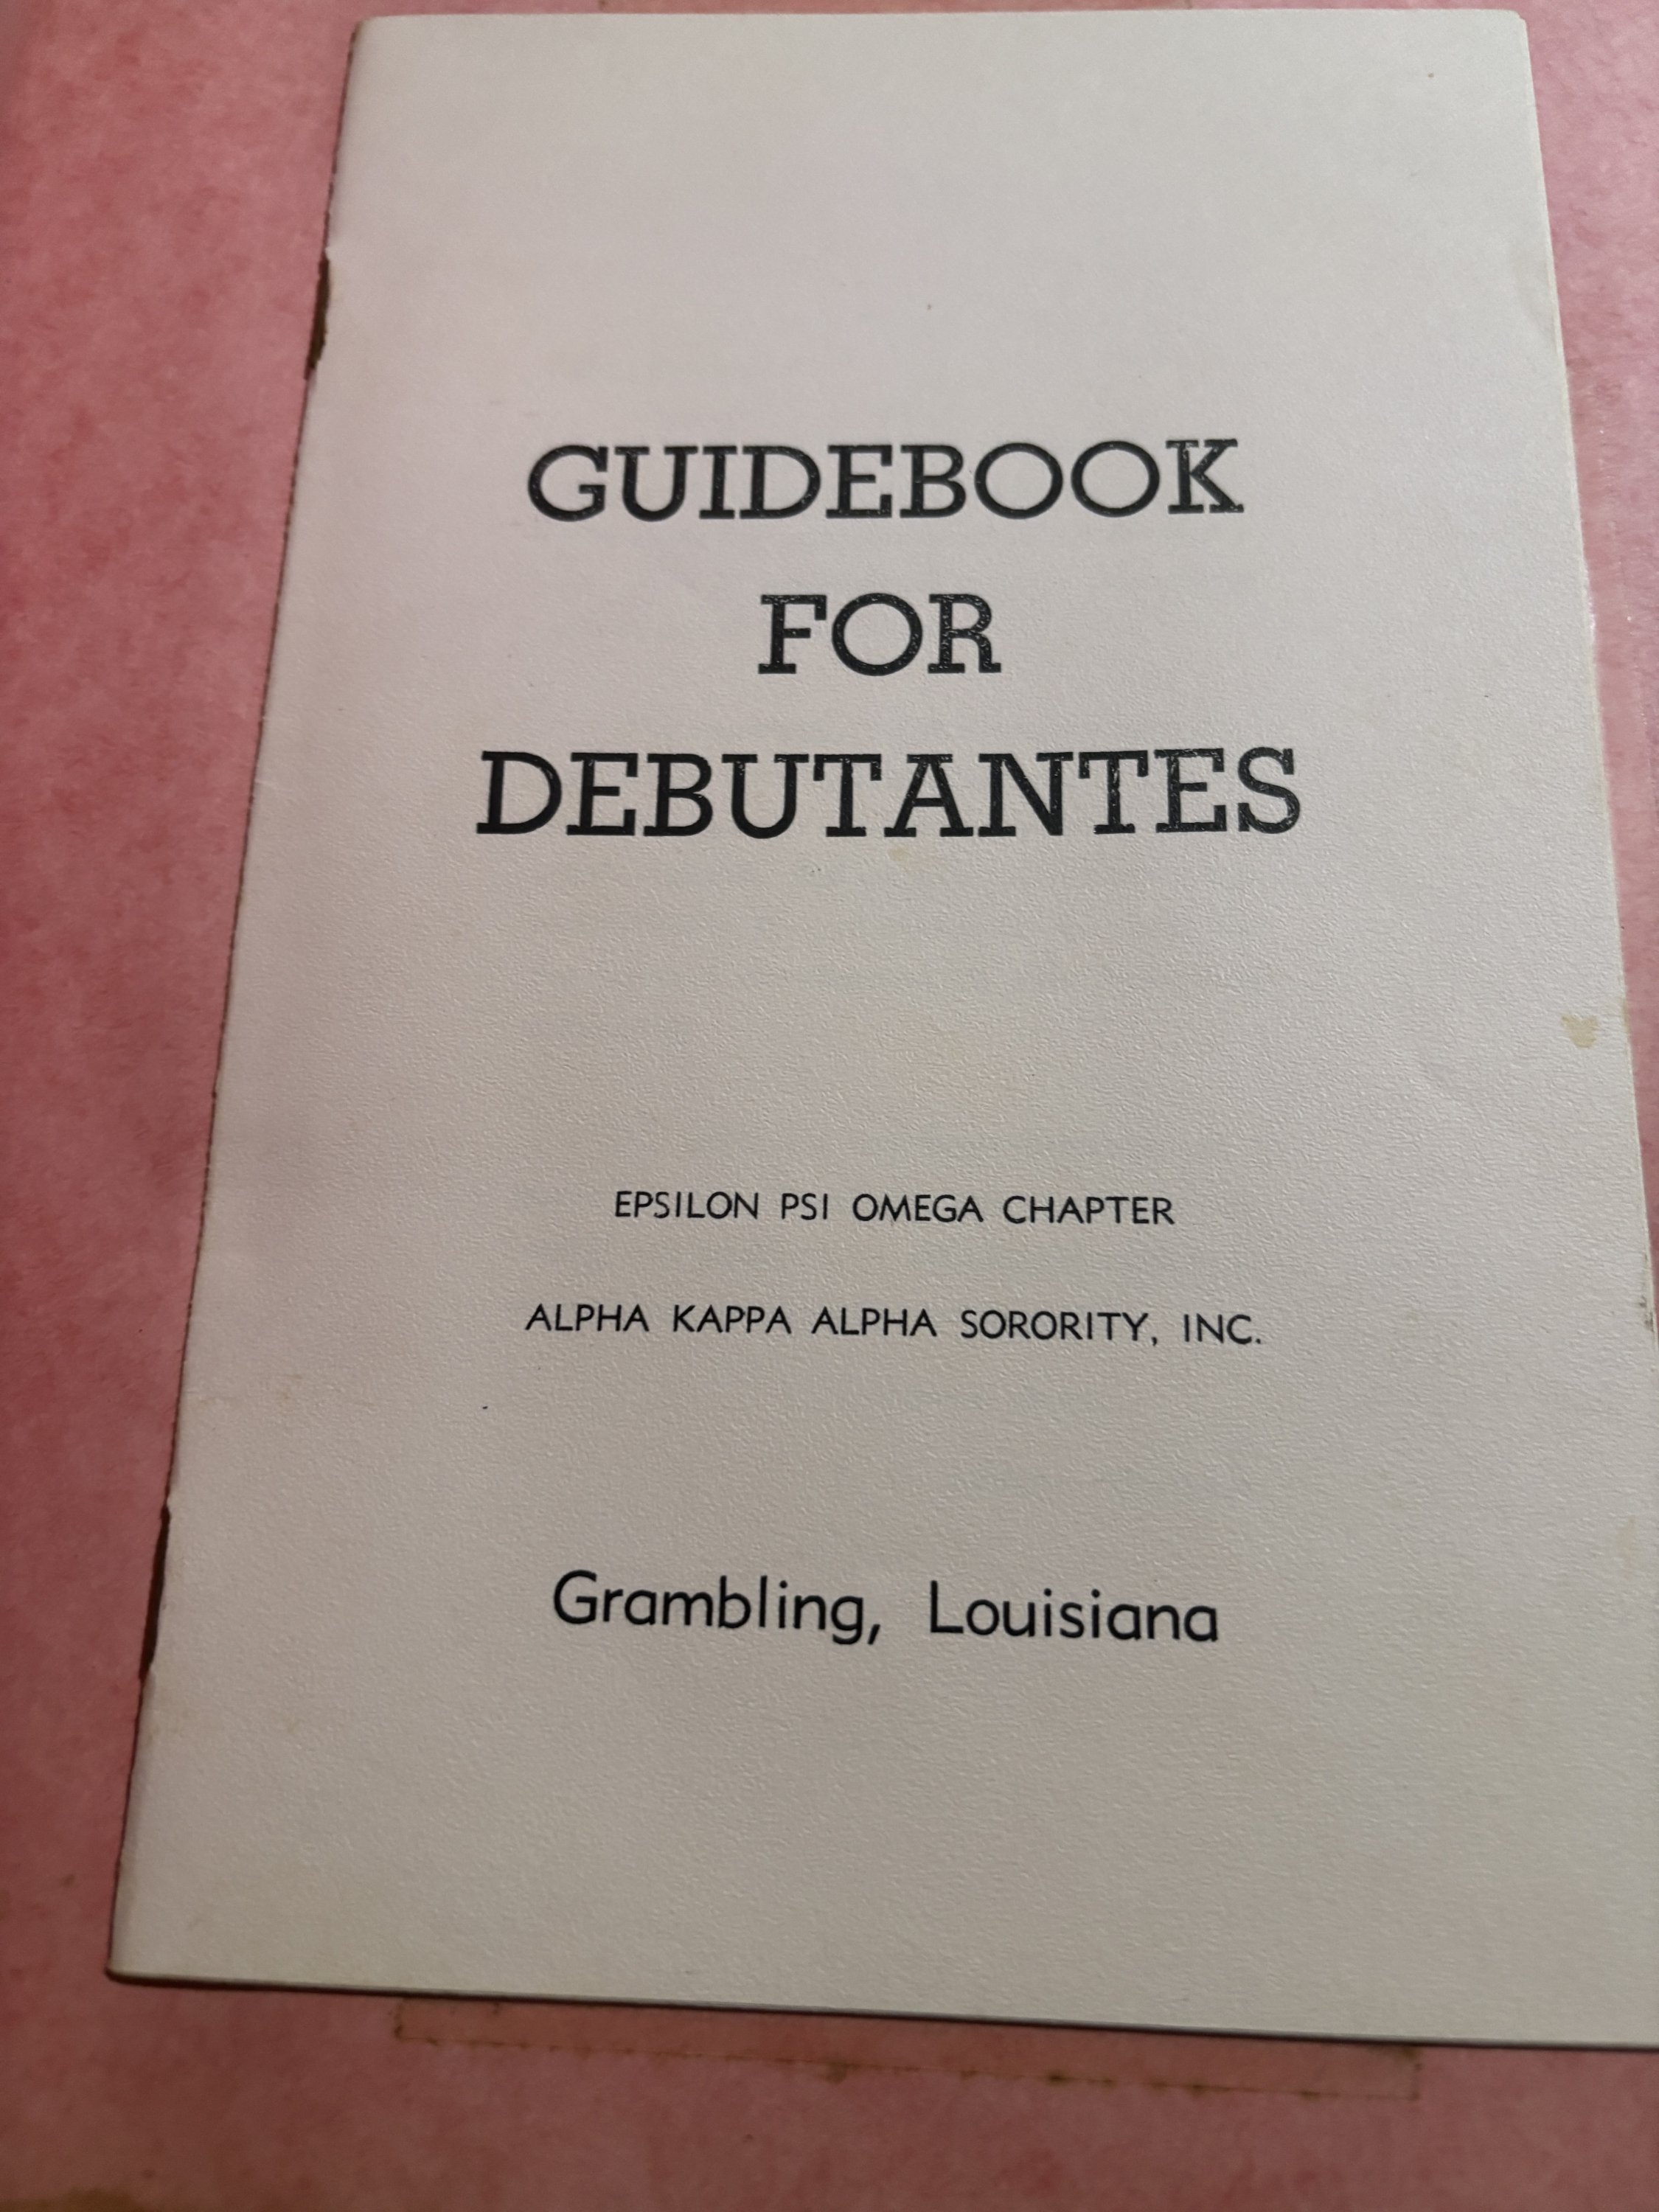 GUIDEBOOK
FOR
DEBUTANTES
EPSILON PSI OMEGA CHAPTER
ALPHA KAPPA ALPHA SORORITY, INC.
Grambling, Louisiana